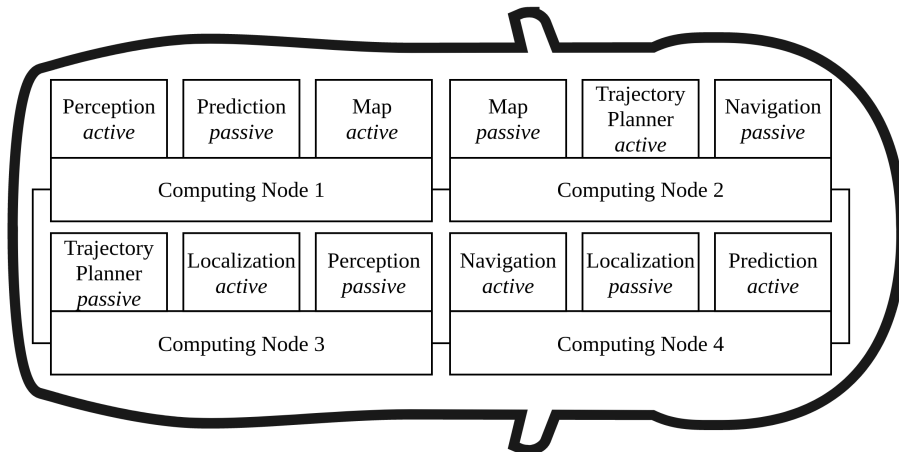 Perception
active
Prediction
passive
Map
active
Map
passive
Trajectory
Planner
active
Navigation
passive
Computing Node 1
Computing Node 2
Trajectory
Planner
passive
Localization
active
Perception
passive
Navigation
active
Localization
passive
Prediction
active
Computing Node 3
Computing Node 4